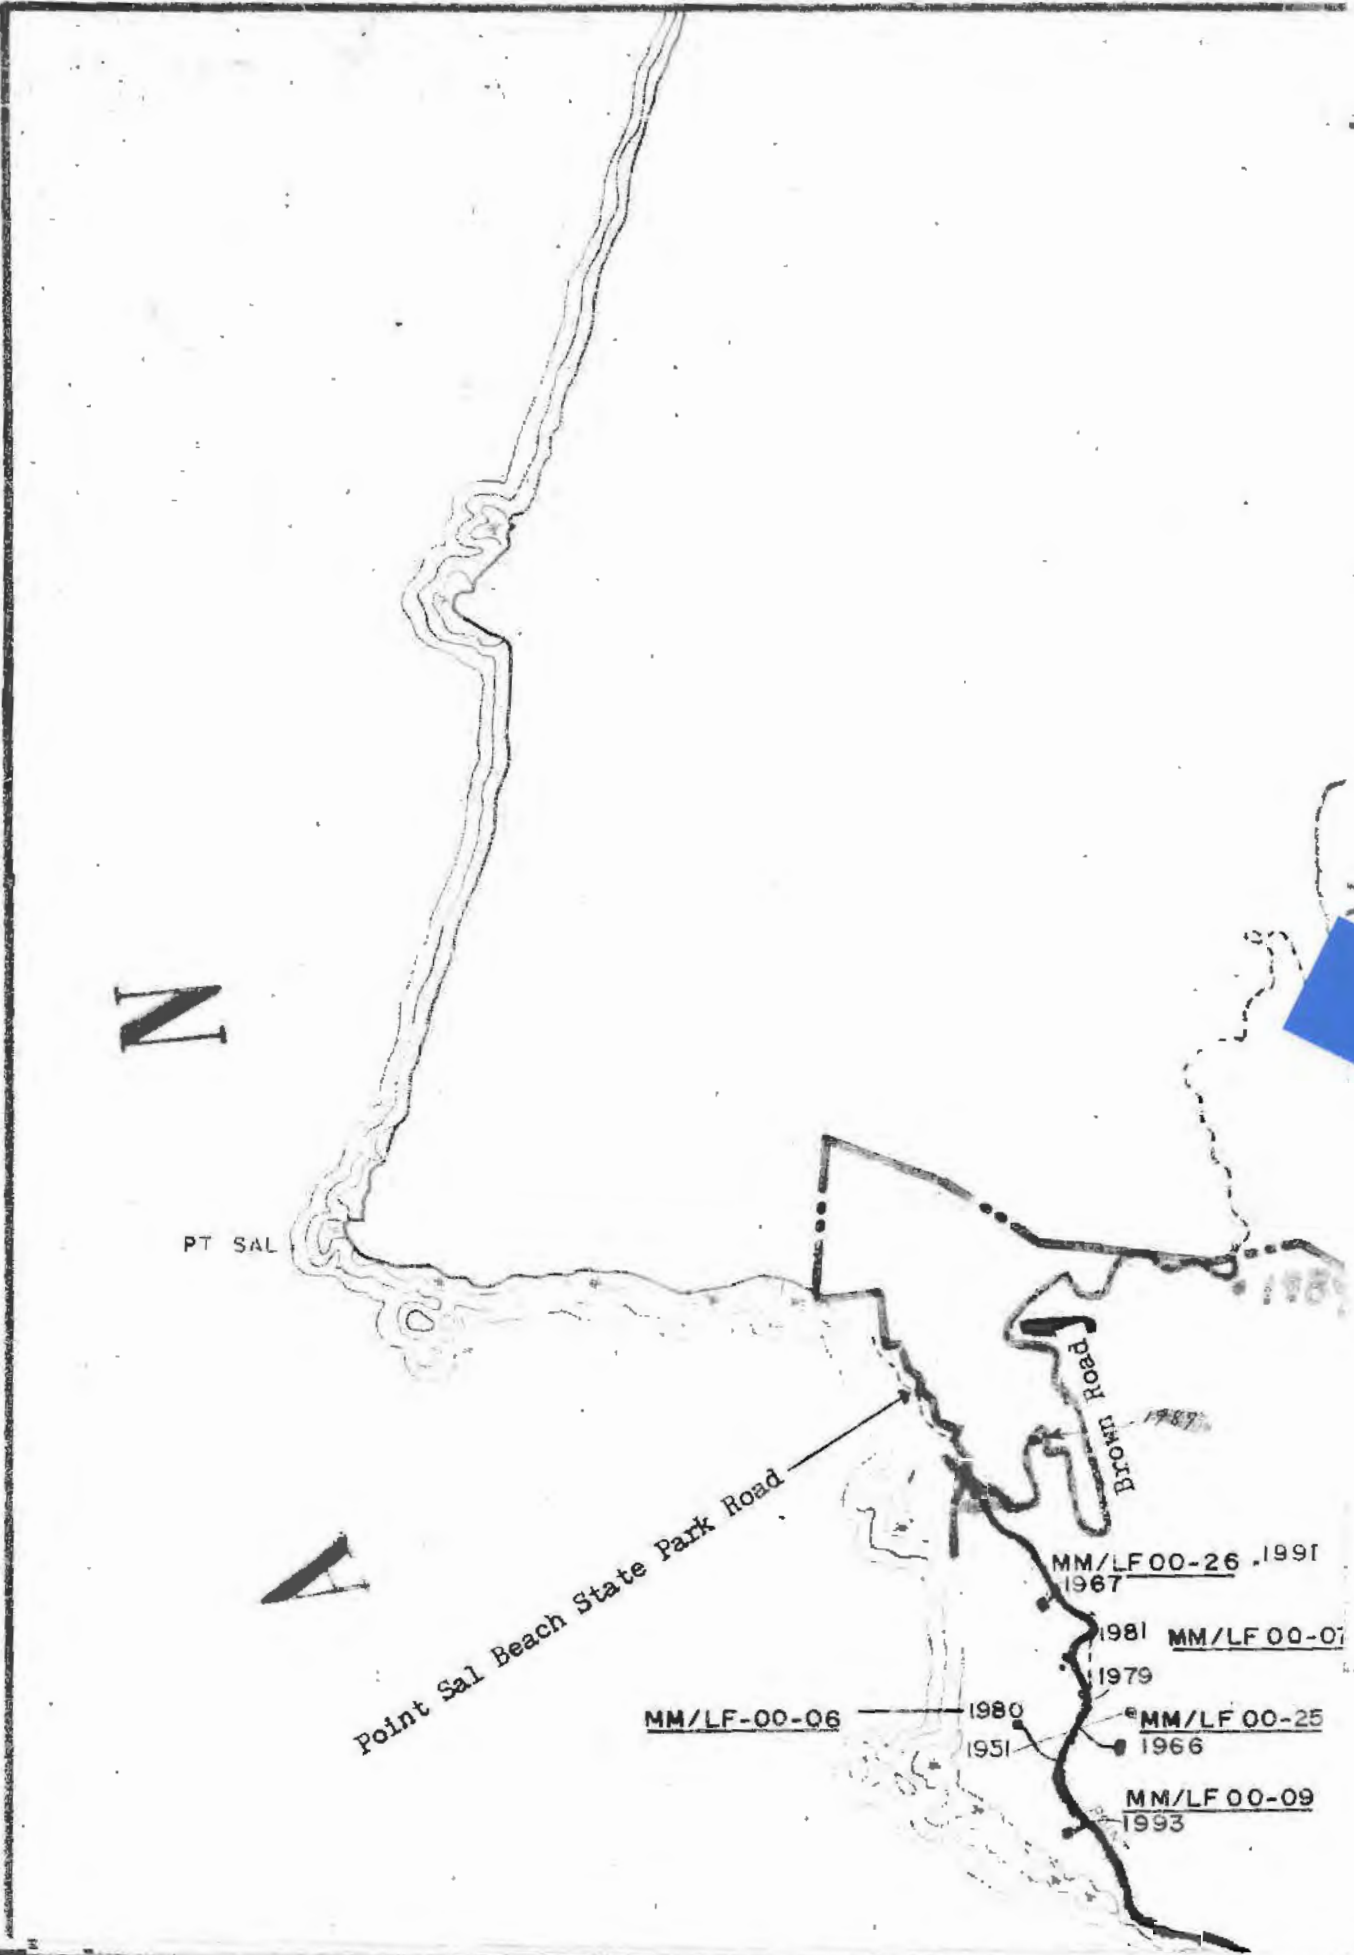 N
PT SAL
Brown Road
1987
A
Point Sal Beach State Park Road
MM/LF 00-26
1991
1967
1981
MM/LF 00-07
1979
MM/LF-00-06
1980
MM/LF 00-25
1951
1966
MM/LF 00-09
1993